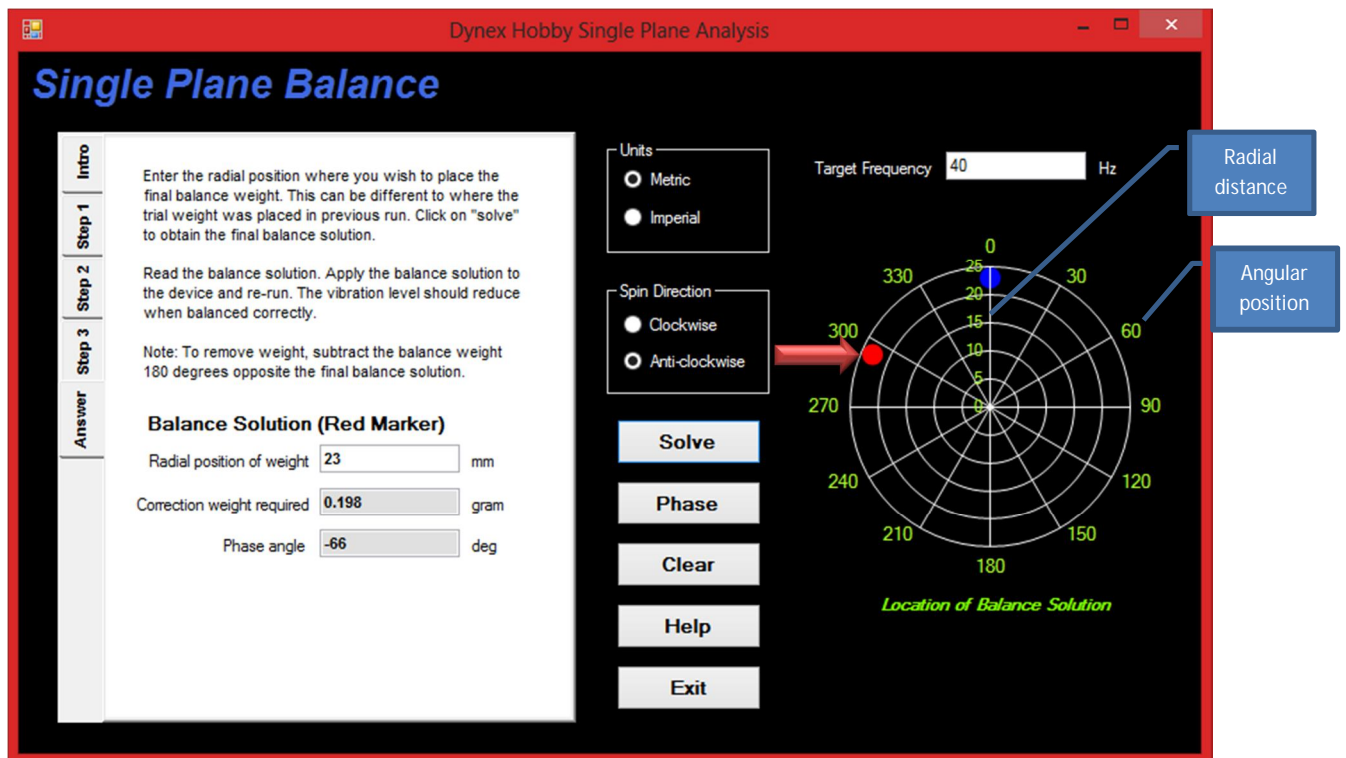 Dynex Hobby Single Plane Analysis
Single Plane Balance
Intro
Step 1
Step 2
Step 3
Answer
Enter the radial position where you wish to place the
final balance weight. This can be different to where the
trial weight was placed in previous run. Click on "solve"
to obtain the final balance solution.
Read the balance solution. Apply the balance solution to
the device and re-run. The vibration level should reduce
when balanced correctly.
Note: To remove weight, subtract the balance weight
180 degrees opposite the final balance solution.
Balance Solution (Red Marker)
Radial position of weight 23 mm
Correction weight required 0.198 gram
Phase angle -66 deg
Units
Metric
Imperial
Spin Direction
Clockwise
Anti-clockwise
Solve
Phase
Clear
Help
Exit
Target Frequency 40 Hz
Radial
distance
Angular
position
0
330 25 30
20
300 15 60
10
5
270 0 90
240 120
210 150
180
Location of Balance Solution